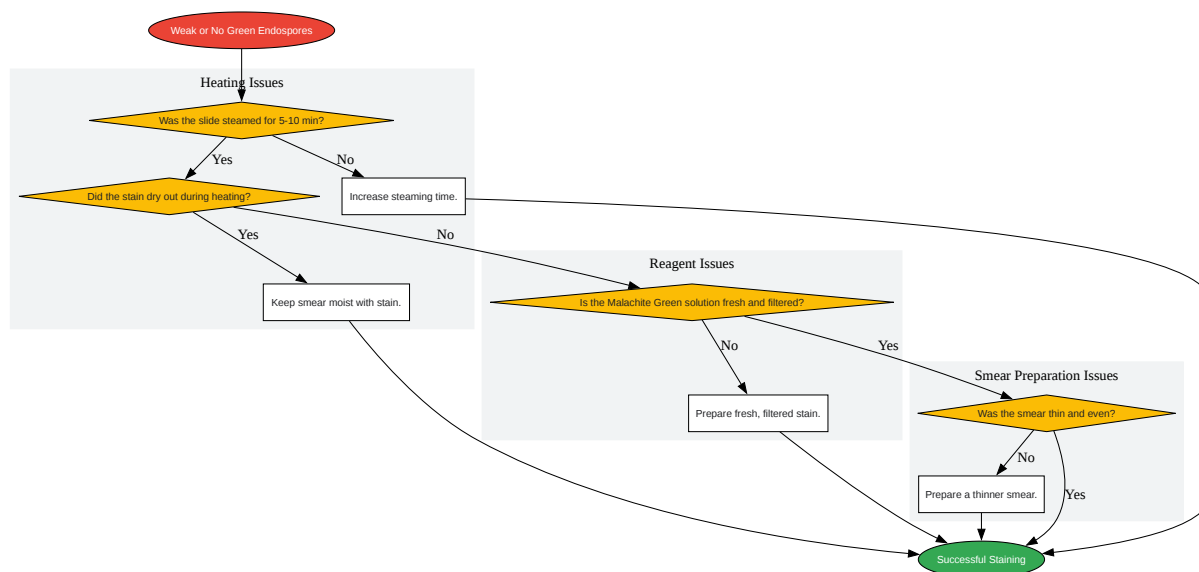 Weak or No Green Endospores
Heating Issues
Was the slide steamed for 5-10 min?
Yes
No
Did the stain dry out during heating?
Increase steaming time.
Yes
No
Keep smear moist with stain.
Reagent Issues
Is the Malachite Green solution fresh and filtered?
No
Yes
Prepare fresh, filtered stain.
Smear Preparation Issues
Was the smear thin and even?
No
Yes
Prepare a thinner smear.
Successful Staining